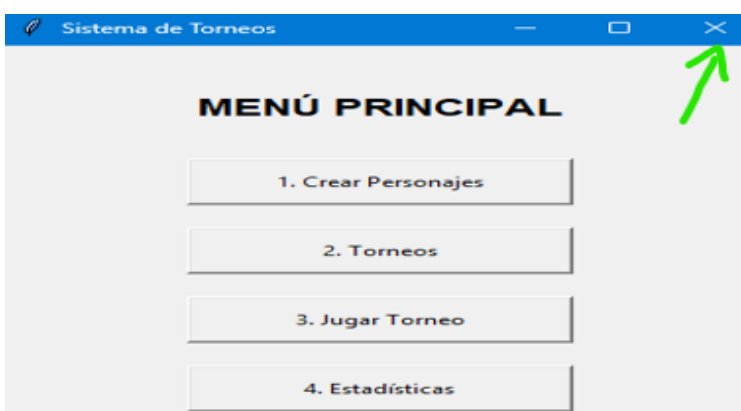 Sistema de Torneos
MENÚ PRINCIPAL
1. Crear Personajes
2. Torneos
3. Jugar Torneo
4. Estadísticas